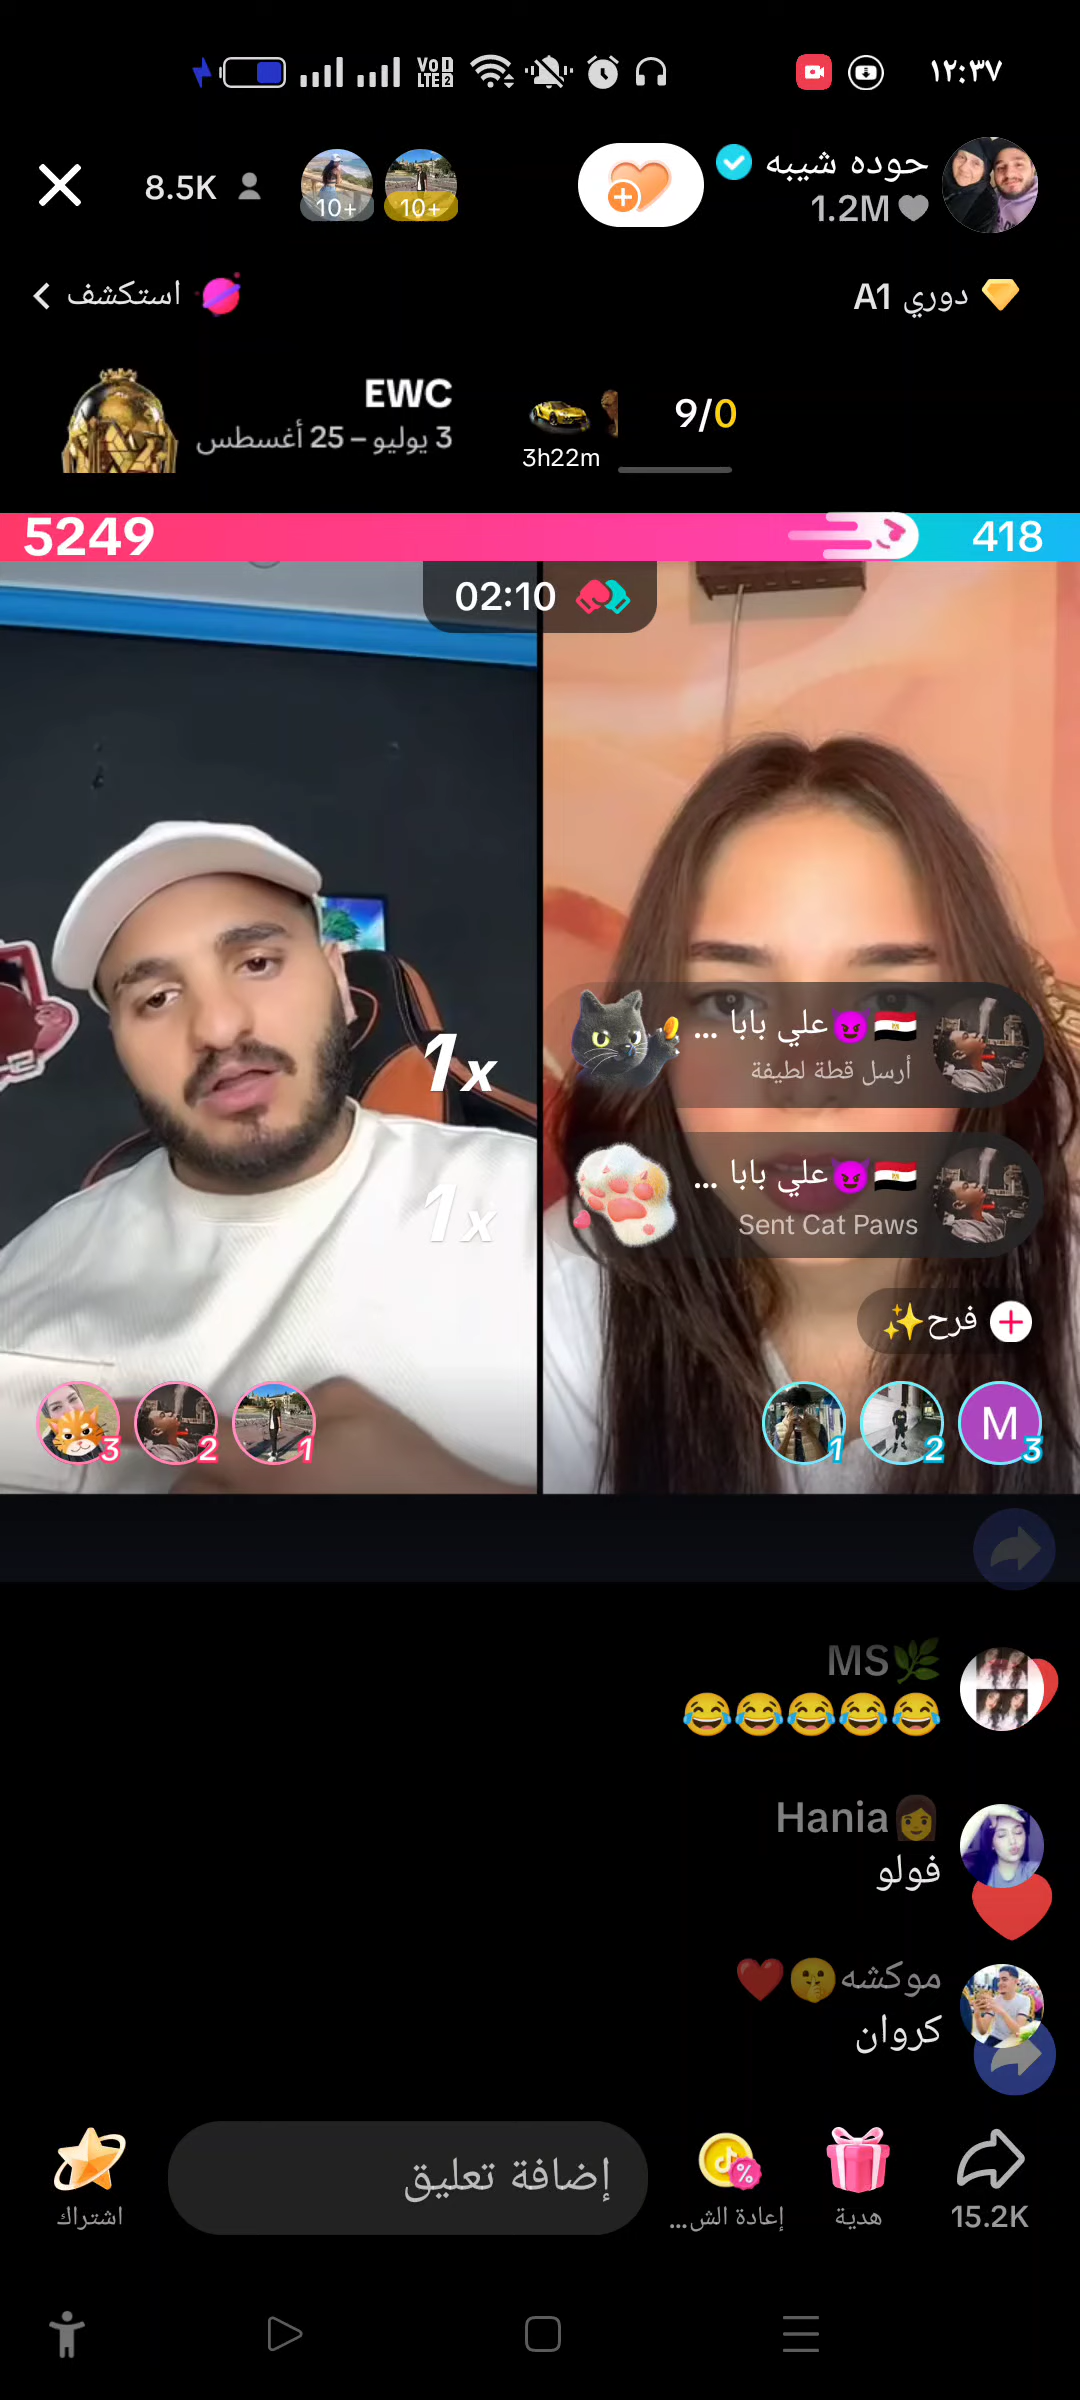 VoD
LTE 2
١٢:٣٧
8.5K
10+
10+
حوده شيبه
1.2M
استكشف
دوري A1
EWC
3 يوليو – 25 أغسطس
3h22m
9/0
5249
418
02:10
علي بابا ...
أرسل قطة لطيفة
1x
علي بابا ...
Sent Cat Paws
1x
فرح
3
2
1
1
2
M
3
MS
Hania
فولو
موكشه
كروان
اشتراك
إضافة تعليق
%
إعادة الش...
هدية
15.2K